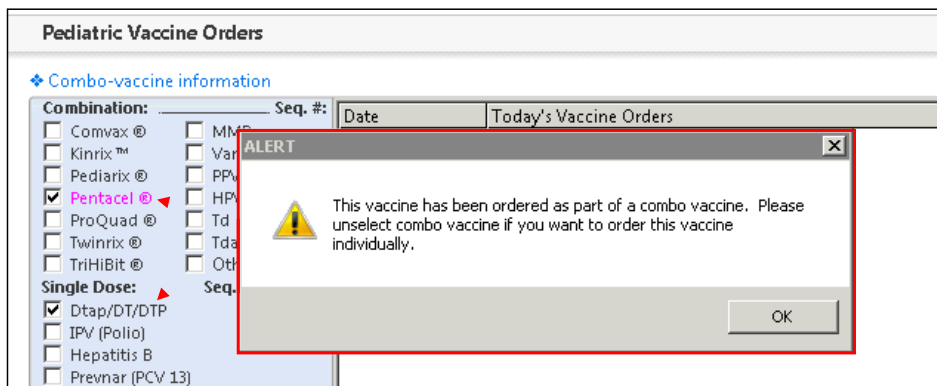 Pediatric Vaccine Orders
❖ Combo-vaccine information
Combination: Seq. #:
Date Today's Vaccine Orders
Comvax ®
Kinrix ™
Pediarix ®
Pentacel ®
ProQuad ®
Td
Twinrix ®
TriHiBit ®
ALERT
This vaccine has been ordered as part of a combo vaccine. Please
unselect combo vaccine if you want to order this vaccine
individually.
OK
Single Dose: Seq.
Dtap/DT/DTP
IPV (Polio)
Hepatitis B
Prevnar (PCV 13)